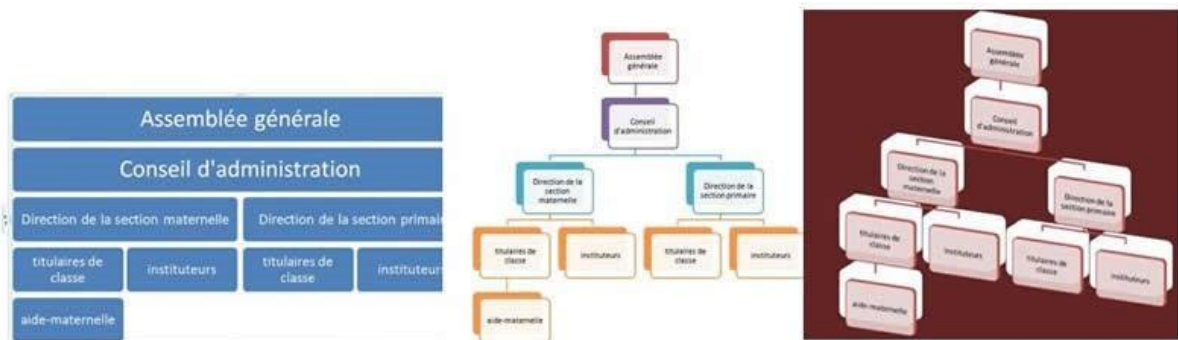 Assemblée générale
Conseil d'administration
Direction de la section maternelle
Direction de la section primair
titulaires de
classe
instituteurs
titulaires de
classe
instituteurs
aide-maternelle
Assemblée
générale
Conseil
d'administration
Direction de la
section
maternelle
Direction de la
section primaire
titulaires de
classe
instituteurs
titulaires de
classe
instituteurs
aide-maternelle
Assemblée
générale
Conseil
d'administration
Direction de la
section
maternelle
Direction de la
section primaire
titulaires de
classe
instituteurs
titulaires de
classe
instituteurs
aide-maternelle